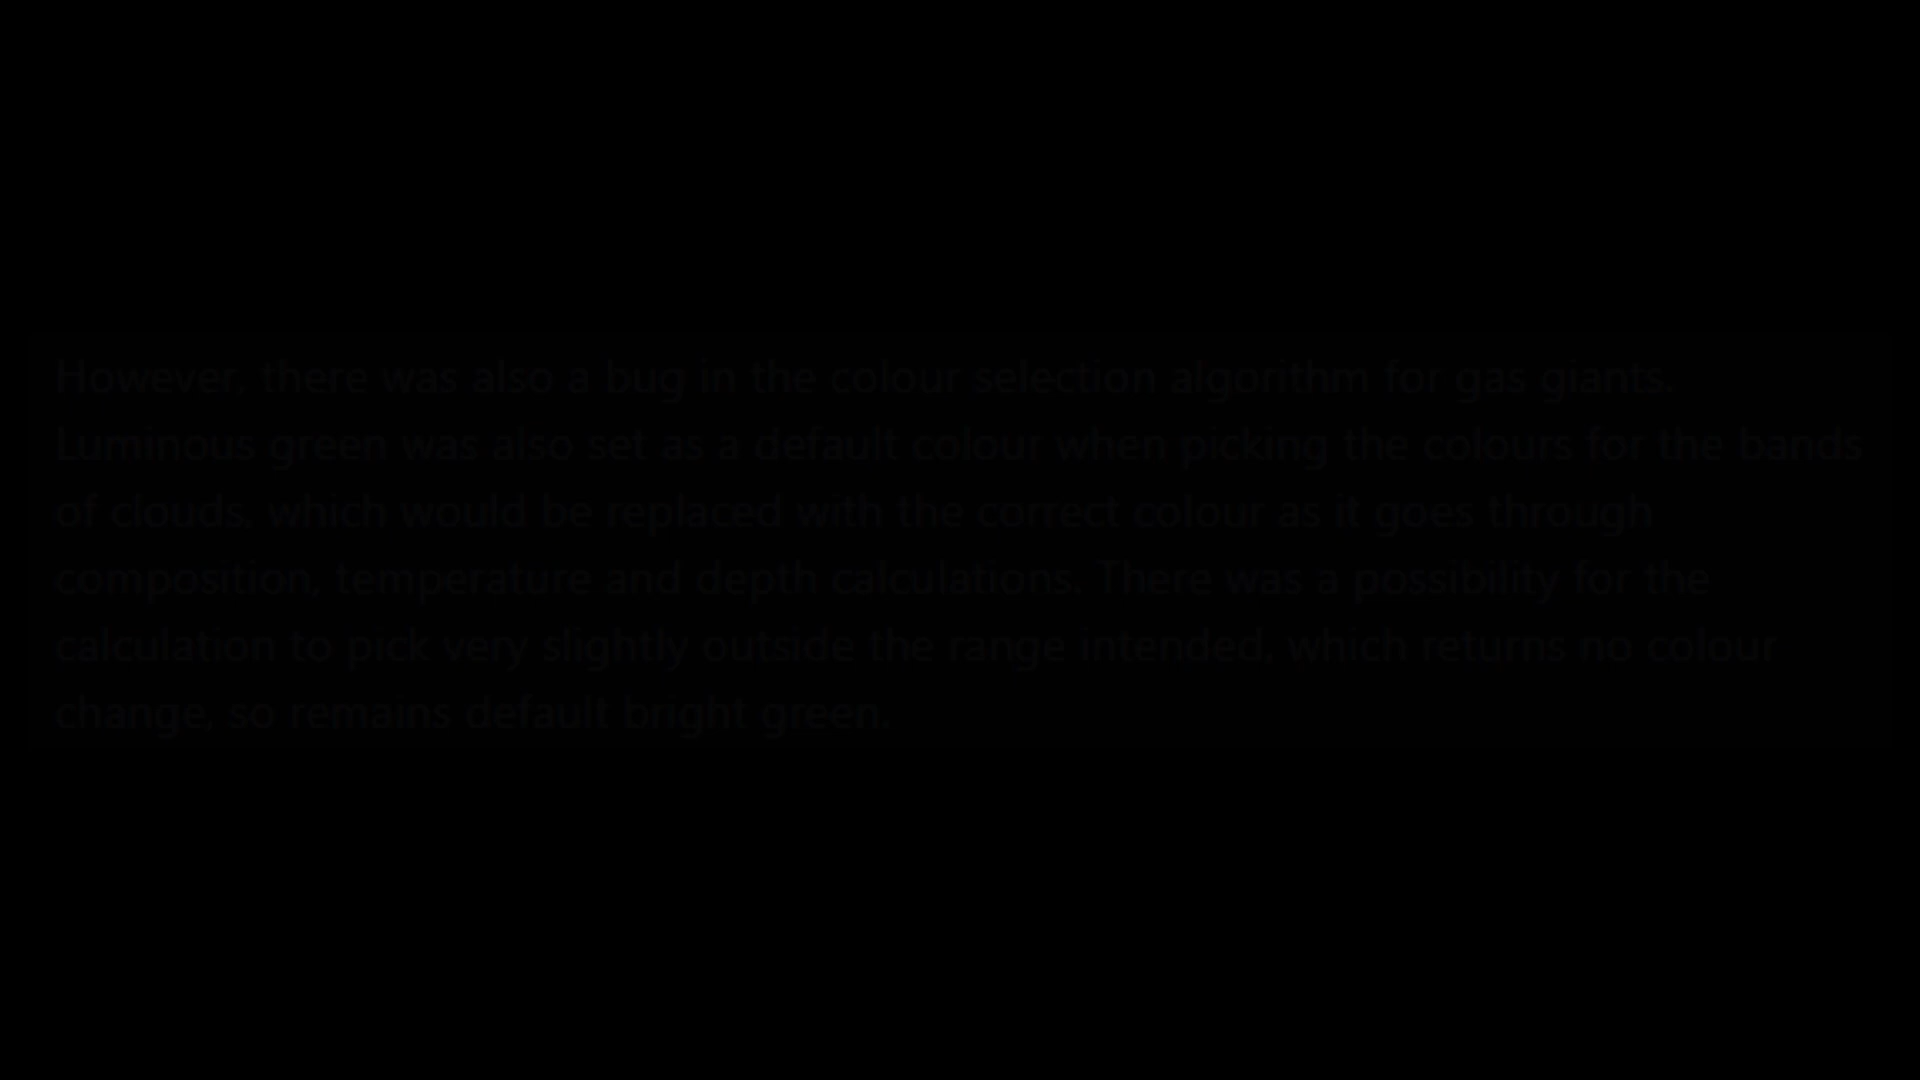 However, there was also a bug in the colour selection algorithm for gas giants.
Luminous green was also set as a default colour when picking the colours for the bands
of clouds, which would be replaced with the correct colour as it goes through
composition, temperature and depth calculations. There was a possibility for the
calculation to pick very slightly outside the range intended, which returns no colour
change, so remains default bright green.